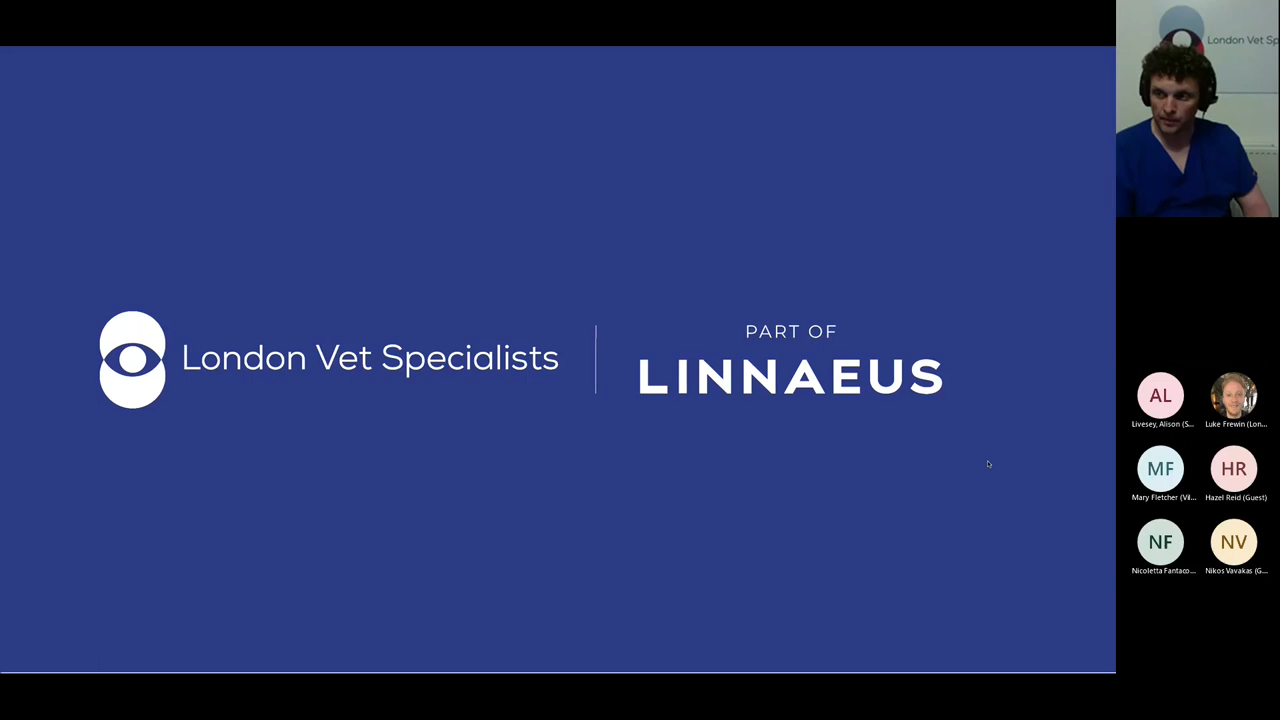 London Vet Sp
London Vet Specialists
PART OF
LINNAEUS
AL
Livesey, Alison (S...
Luke Frewin (Lon...
MF
HR
Mary Fletcher (Vil...
Hazel Reid (Guest)
NF
NV
Nicoletta Fantaco...
Nikos Vavakas (G...